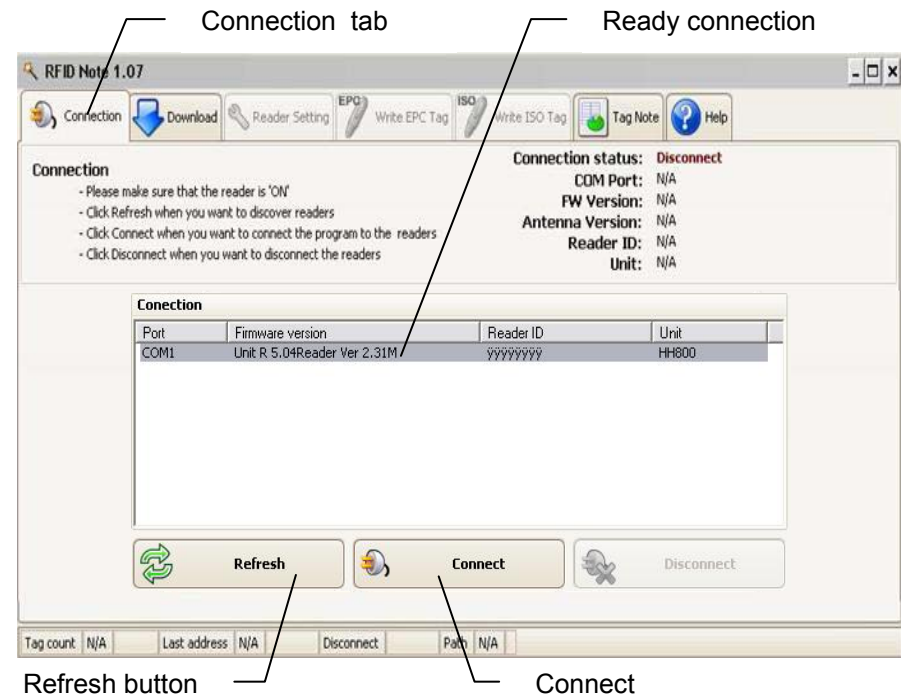 Connection tab
Ready connection
RFID Note 1.07
Connection
Download
Reader Setting
EPC
Write EPC Tag
ISO
Write ISO Tag
Tag Note
Help
Connection
- Please make sure that the reader is 'ON'
- Click Refresh when you want to discover readers
- Click Connect when you want to connect the program to the readers
- Click Disconnect when you want to disconnect the readers
Connection status: Disconnect
COM Port: N/A
FW Version: N/A
Antenna Version: N/A
Reader ID: N/A
Unit: N/A
Conection
Port Firmware version Reader ID Unit
COM1 Unit R 5.04Reader Ver 2.31M ÿÿÿÿÿÿÿÿ HH800
Refresh
Connect
Disconnect
Tag count N/A Last address N/A Disconnect Path N/A
Refresh button
Connect